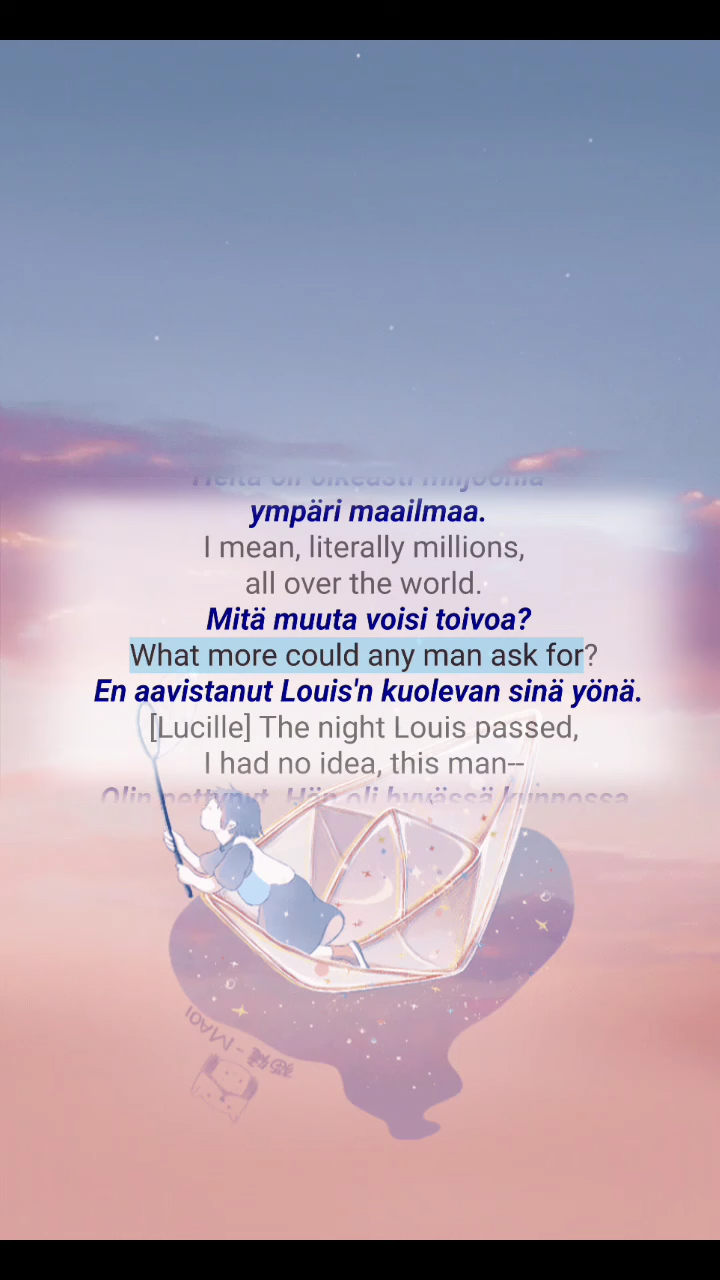 Heitä oli oikeasti miljoonia
ympäri maailmaa.
I mean, literally millions,
all over the world.
Mitä muuta voisi toivoa?
What more could any man ask for?
En aavistanut Louis'n kuolevan sinä yönä.
[Lucille] The night Louis passed,
I had no idea, this man--
Olin pettynyt. Hän oli hyvässä kunnossa
MAOI